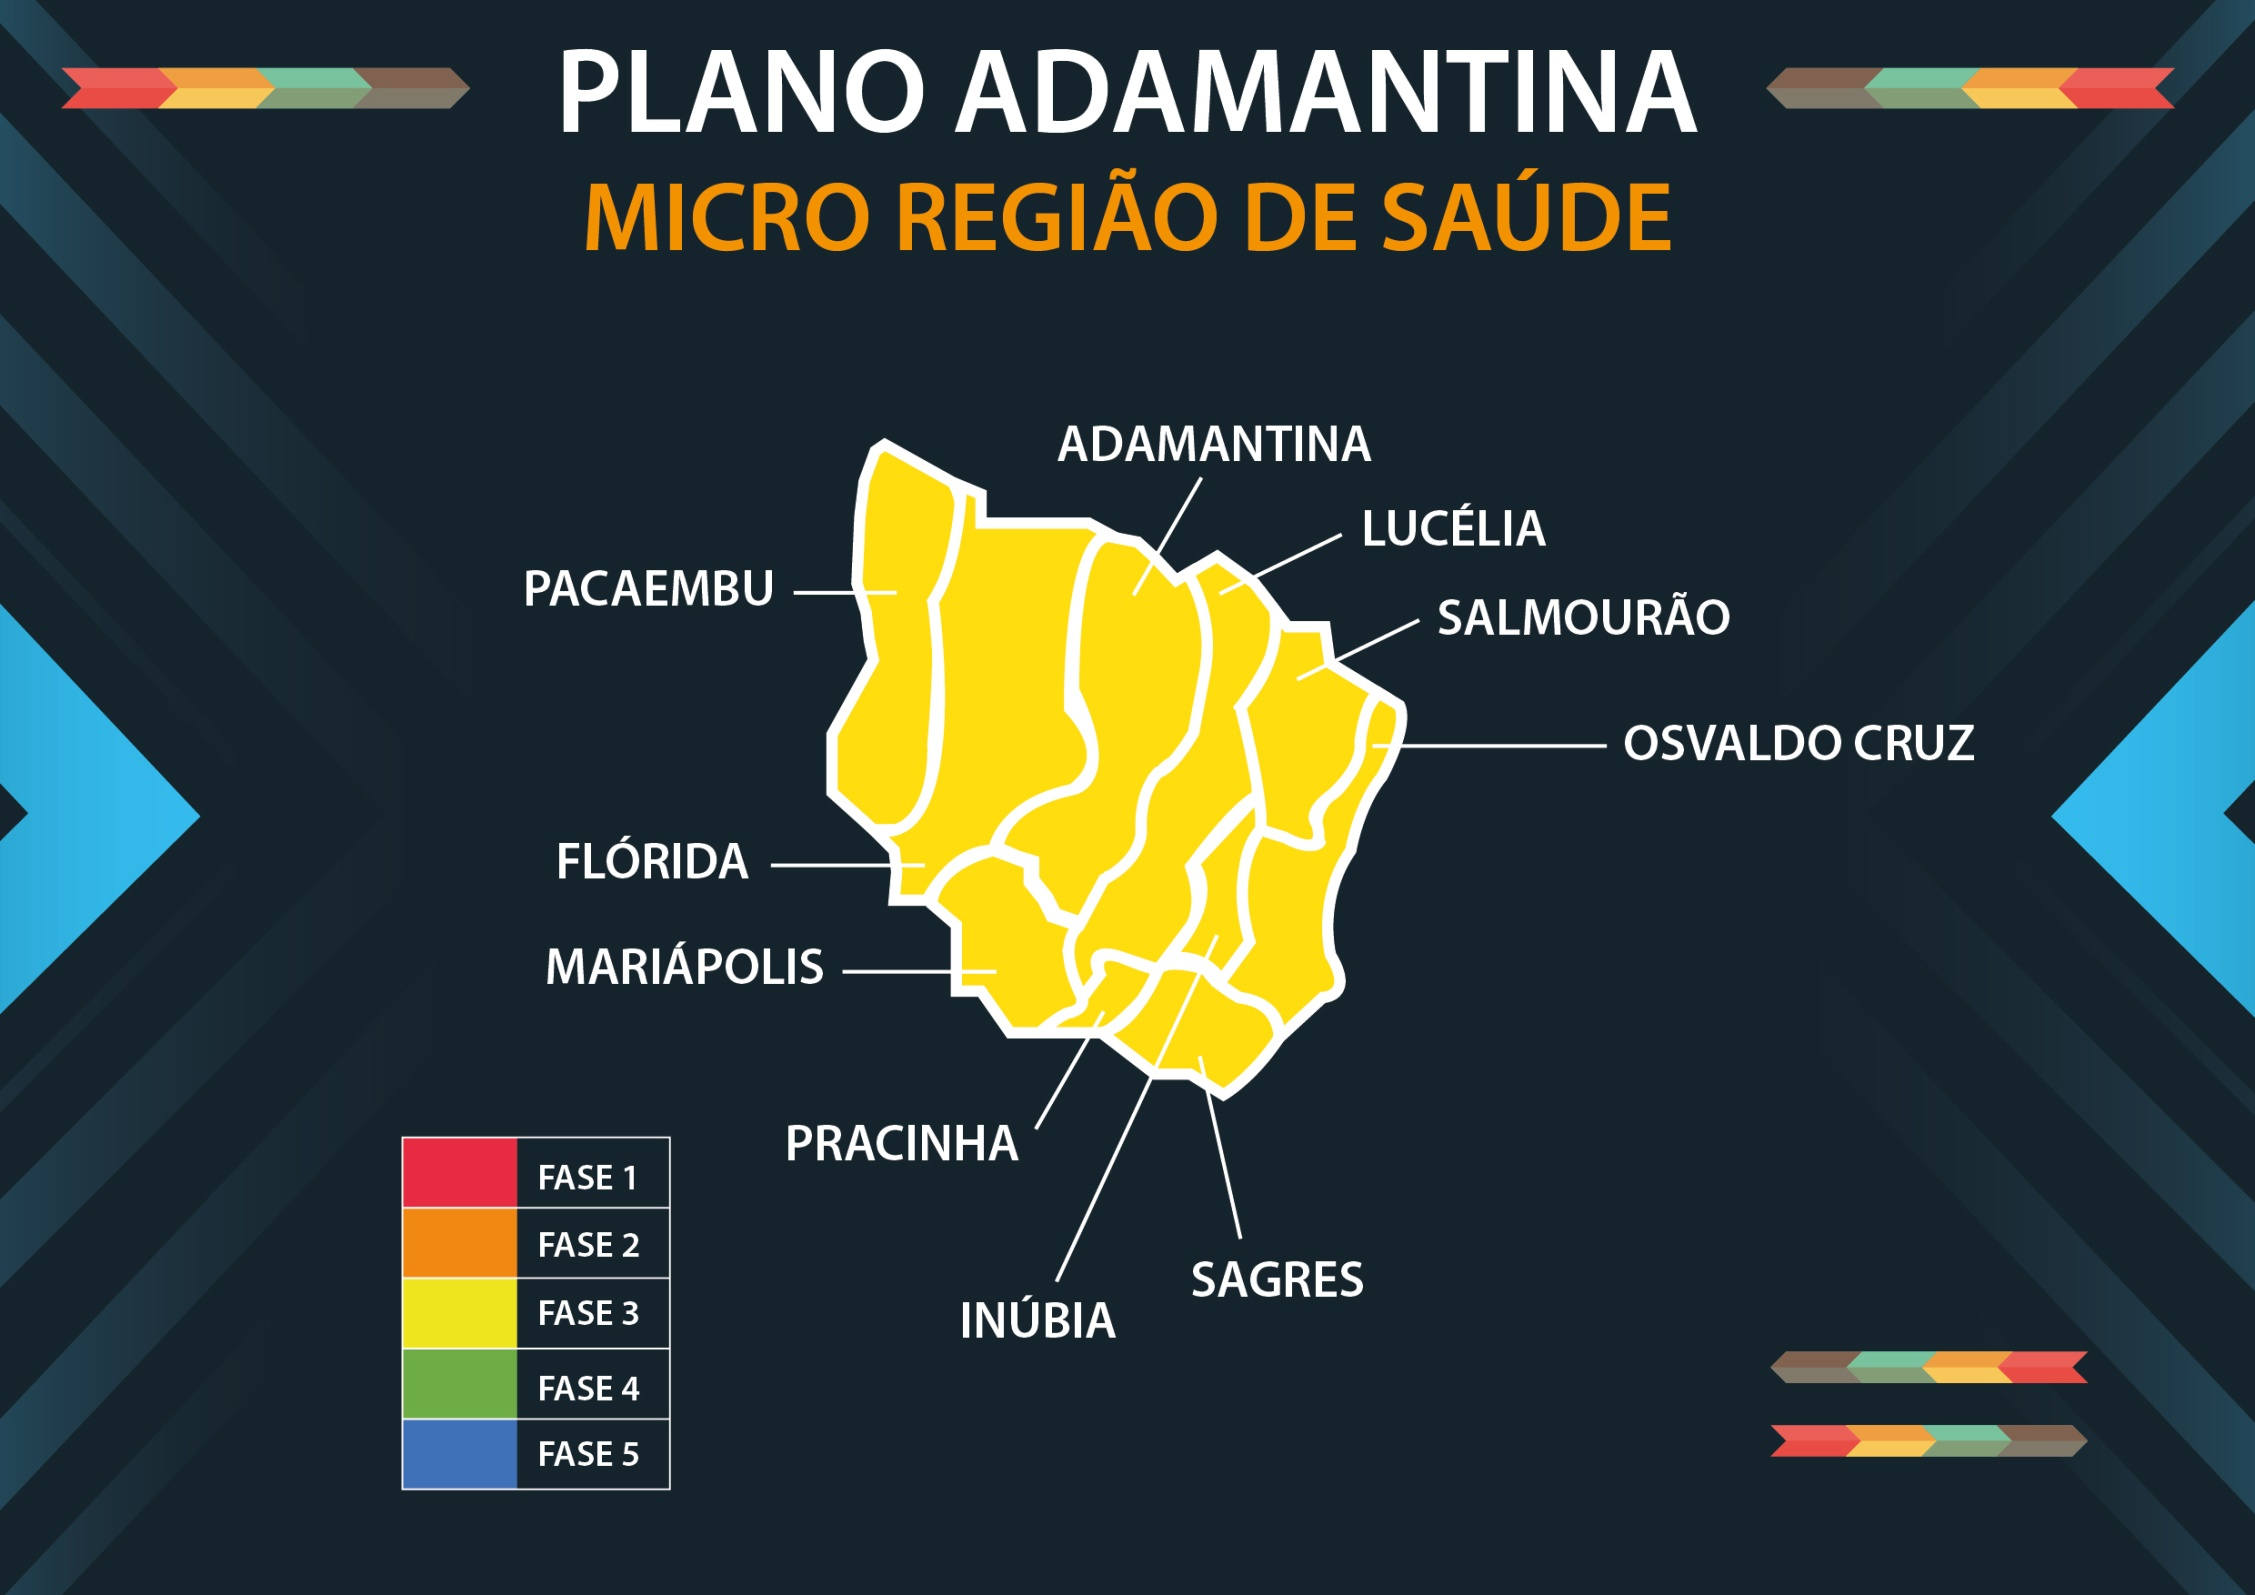 PLANO ADAMANTINA
MICRO REGIÃO DE SAÚDE
ADAMANTINA
LUCÉLIA
PACAEMBU
SALMOURÃO
OSVALDO CRUZ
FLÓRIDA
MARIÁPOLIS
PRACINHA
SAGRES
INÚBIA
FASE 1
FASE 2
FASE 3
FASE 4
FASE 5